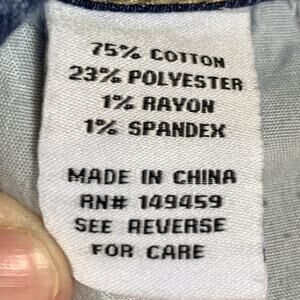 75% COTTON
23% POLYESTER
1% RAYON
1% SPANDEX
MADE IN CHINA
RN# 149459
SEE REVERSE
FOR CARE